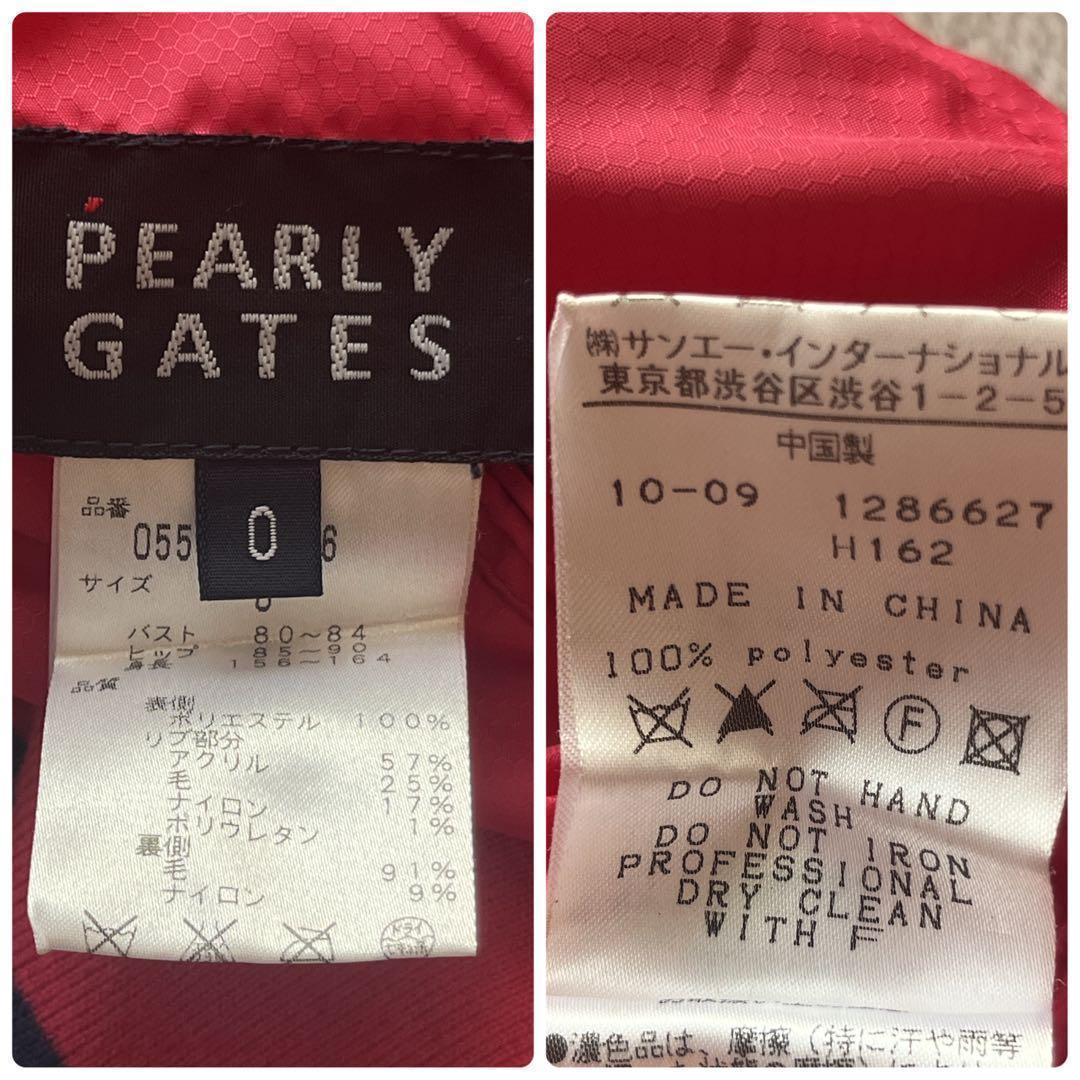 PEARLY
GATES
品番
055 6
0
サイズ
バスト 80〜84
ヒップ 85〜90
身長 156〜164
品質
表側
ポリエステル 100%
リブ部分
アクリル 57%
毛 25%
ナイロン 17%
ポリウレタン 1%
裏側
毛 91%
ナイロン 9%
ドライ
㈱サンエー・インターナショナル
東京都渋谷区渋谷1-2-5
中国製
10-09 1286627
H162
MADE IN CHINA
100% polyester
F
DO NOT HAND
WASH
DO NOT IRON
PROFESSIONAL
DRY CLEAN
WITH F
●濃色品は、摩擦(特に汗や雨等